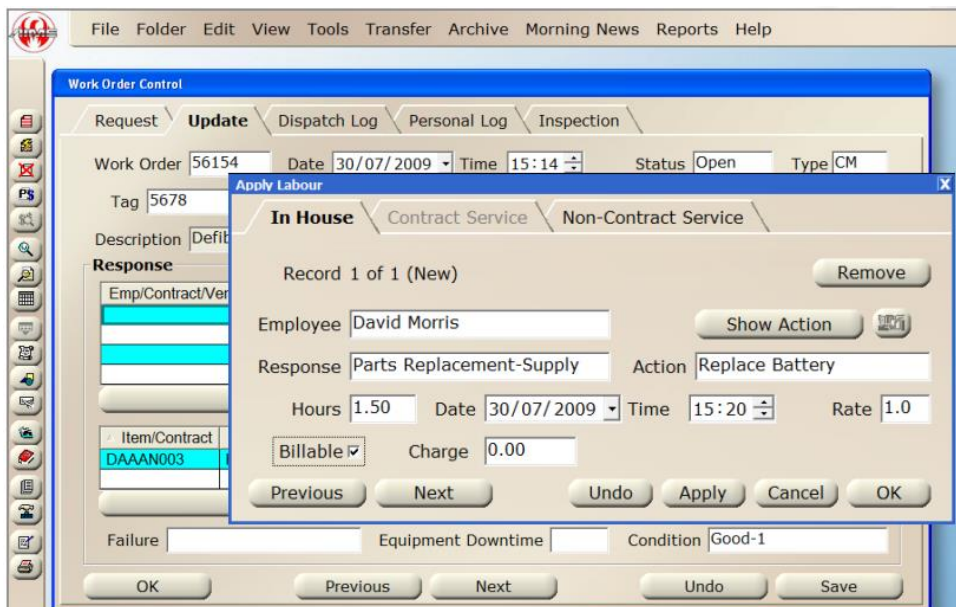 File Folder Edit View Tools Transfer Archive Morning News Reports Help
Work Order Control
Request Update Dispatch Log Personal Log Inspection
Work Order 56154 Date 30/07/2009 Time 15:14 Status Open Type CM
Tag 5678
Apply Labour X
In House Contract Service Non-Contract Service
Description
Response
Record 1 of 1 (New) Remove
Emp/Contract/Ver
Employee David Morris Show Action
Response Parts Replacement-Supply Action Replace Battery
Hours 1.50 Date 30/07/2009 Time 15:20 Rate 1.0
Item/Contract
Billable Charge 0.00
DAAAN003
Previous Next Undo Apply Cancel OK
Failure Equipment Downtime Condition Good-1
OK Previous Next Undo Save